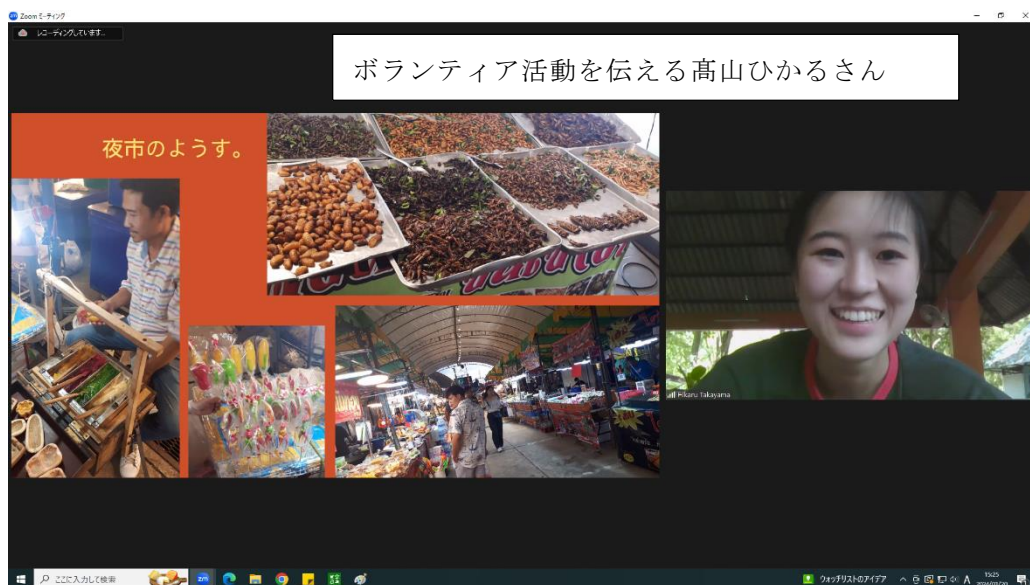 Zoom ミーティング
レコーディングしています...
ボランティア活動を伝える髙山ひかるさん
夜市のようす。
Hikaru Takayama
ここに入力して検索
zm
ウォッチリストのアイデア
A
15:25